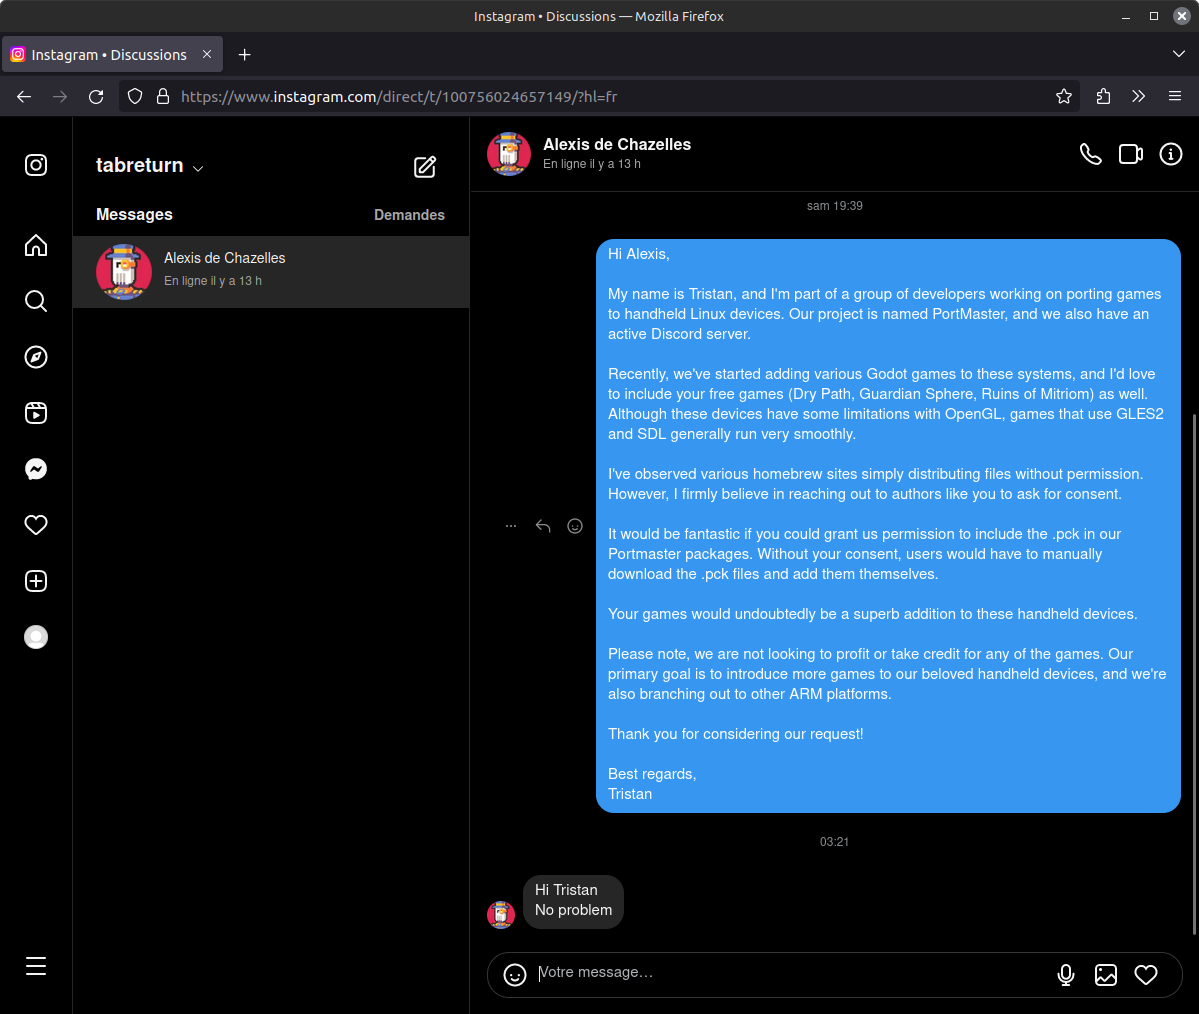 Instagram • Discussions — Mozilla Firefox
Instagram • Discussions
https://www.instagram.com/direct/t/100756024657149/?hl=fr
tabreturn
Messages
Demandes
Alexis de Chazelles
En ligne il y a 13 h
Alexis de Chazelles
En ligne il y a 13 h
sam 19:39
Hi Alexis,
My name is Tristan, and I'm part of a group of developers working on porting games
to handheld Linux devices. Our project is named PortMaster, and we also have an
active Discord server.
Recently, we've started adding various Godot games to these systems, and I'd love
to include your free games (Dry Path, Guardian Sphere, Ruins of Mitriom) as well.
Although these devices have some limitations with OpenGL, games that use GLES2
and SDL generally run very smoothly.
I've observed various homebrew sites simply distributing files without permission.
However, I firmly believe in reaching out to authors like you to ask for consent.
It would be fantastic if you could grant us permission to include the .pck in our
Portmaster packages. Without your consent, users would have to manually
download the .pck files and add them themselves.
Your games would undoubtedly be a superb addition to these handheld devices.
Please note, we are not looking to profit or take credit for any of the games. Our
primary goal is to introduce more games to our beloved handheld devices, and we're
also branching out to other ARM platforms.
Thank you for considering our request!
Best regards,
Tristan
03:21
Hi Tristan
No problem
Votre message…